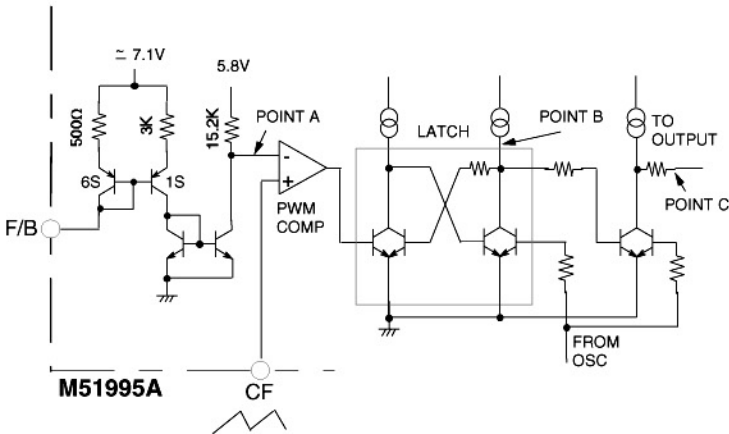 ≃ 7.1V
5.8V
500Ω
3K
15.2K
POINT A
LATCH
POINT B
TO
OUTPUT
6S
1S
-
+
PWM
COMP
POINT C
F/B
FROM
OSC
M51995A
CF